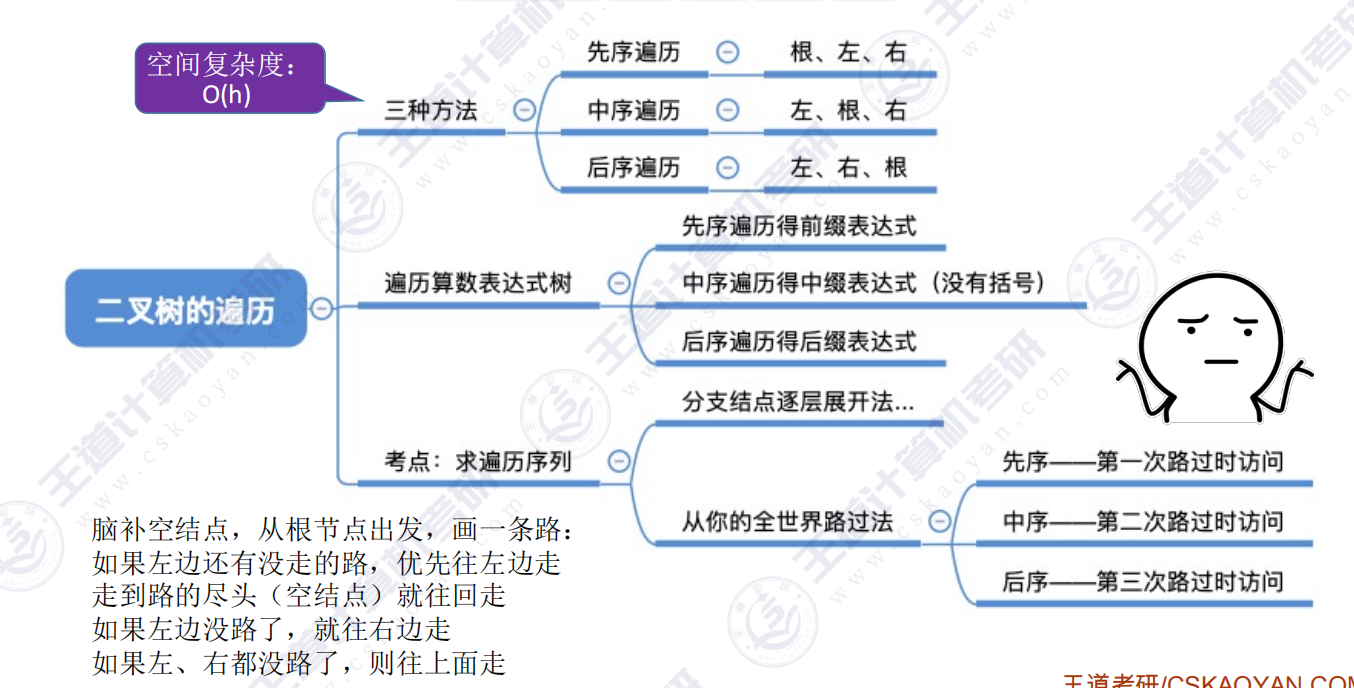 空间复杂度：
O(h)
二叉树的遍历
三种方法
先序遍历
根、左、右
中序遍历
左、根、右
后序遍历
左、右、根
遍历算数表达式树
先序遍历得前缀表达式
中序遍历得中缀表达式（没有括号）
后序遍历得后缀表达式
考点：求遍历序列
分支结点逐层展开法...
从你的全世界路过法
先序——第一次路过时访问
中序——第二次路过时访问
后序——第三次路过时访问
脑补空结点，从根节点出发，画一条路：
如果左边还有没走的路，优先往左边走
走到路的尽头（空结点）就往回走
如果左边没路了，就往右边走
如果左、右都没路了，则往上面走
王道考研/CSKAOYAN.COM
王道计算机考研
www.cskaoyan.com